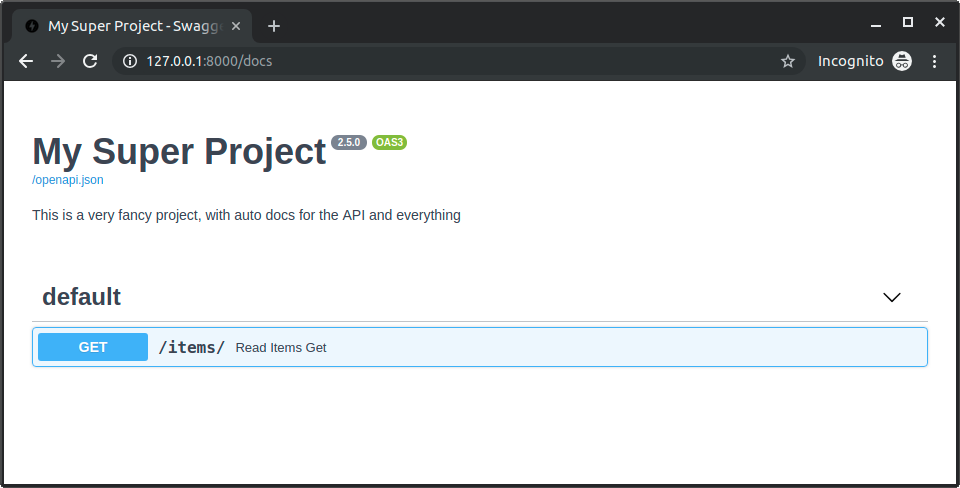 My Super Project - Swagg
127.0.0.1:8000/docs
Incognito
My Super Project 2.5.0 OAS3
/openapi.json
This is a very fancy project, with auto docs for the API and everything
default
GET /items/ Read Items Get